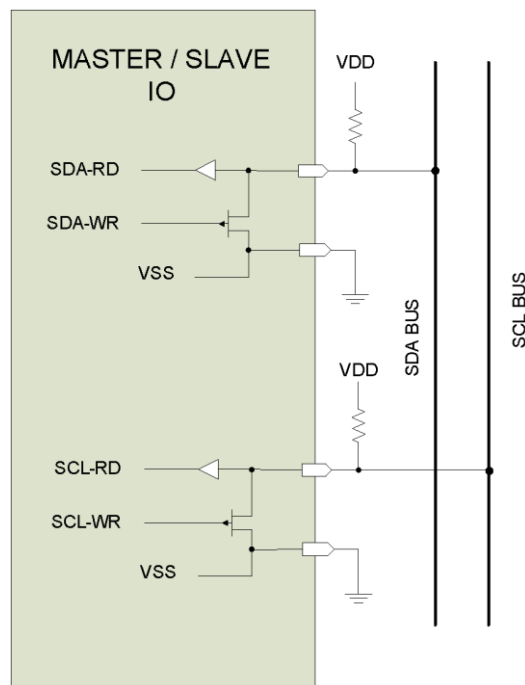 MASTER / SLAVE
IO
VDD
SDA-RD
SDA-WR
VSS
SDA BUS
SCL BUS
VDD
SCL-RD
SCL-WR
VSS